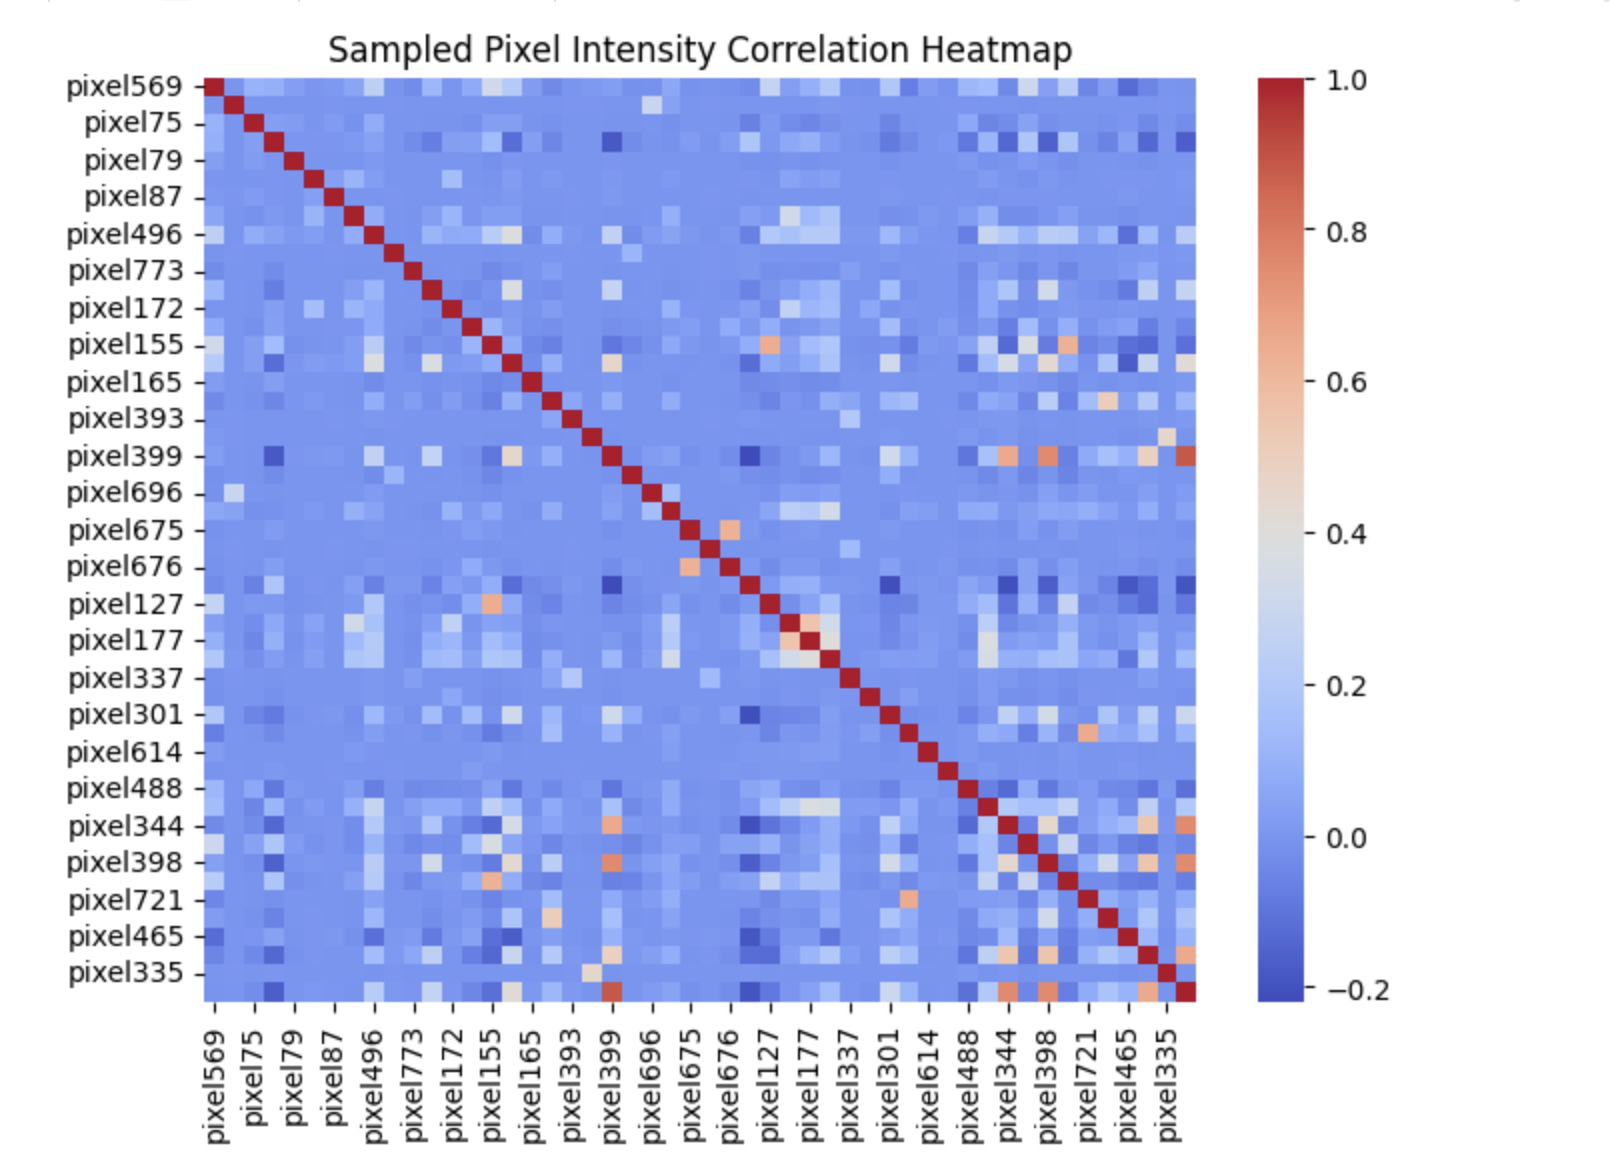 Sampled Pixel Intensity Correlation Heatmap
pixel569
pixel75
pixel79
pixel87
pixel496
pixel773
pixel172
pixel155
pixel165
pixel393
pixel399
pixel696
pixel675
pixel676
pixel127
pixel177
pixel337
pixel301
pixel614
pixel488
pixel344
pixel398
pixel721
pixel465
pixel335
pixel569
pixel75
pixel79
pixel87
pixel496
pixel773
pixel172
pixel155
pixel165
pixel393
pixel399
pixel696
pixel675
pixel676
pixel127
pixel177
pixel337
pixel301
pixel614
pixel488
pixel344
pixel398
pixel721
pixel465
pixel335
1.0
0.8
0.6
0.4
0.2
0.0
−0.2